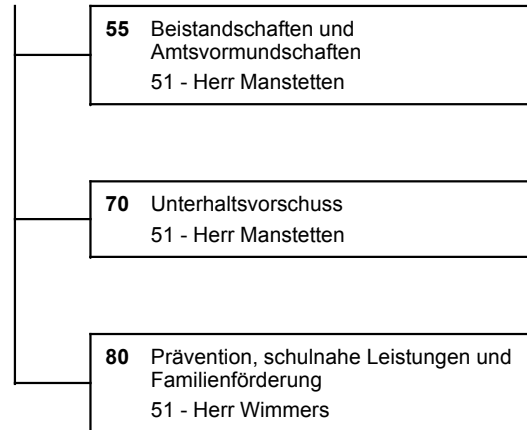 55 Beistandschaften und
Amtsvormundschaften
51 - Herr Manstetten
70 Unterhaltsvorschuss
51 - Herr Manstetten
80 Prävention, schulnahe Leistungen und
Familienförderung
51 - Herr Wimmers